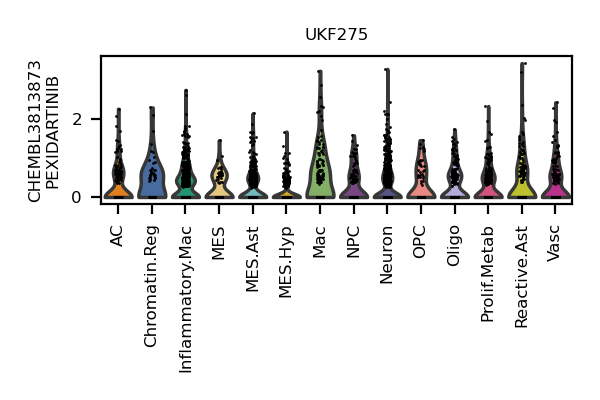 UKF275
CHEMBL3813873
PEXIDARTINIB
2
0
AC
Chromatin.Reg
Inflammatory.Mac
MES
MES.Ast
MES.Hyp
Mac
NPC
Neuron
OPC
Oligo
Prolif.Metab
Reactive.Ast
Vasc